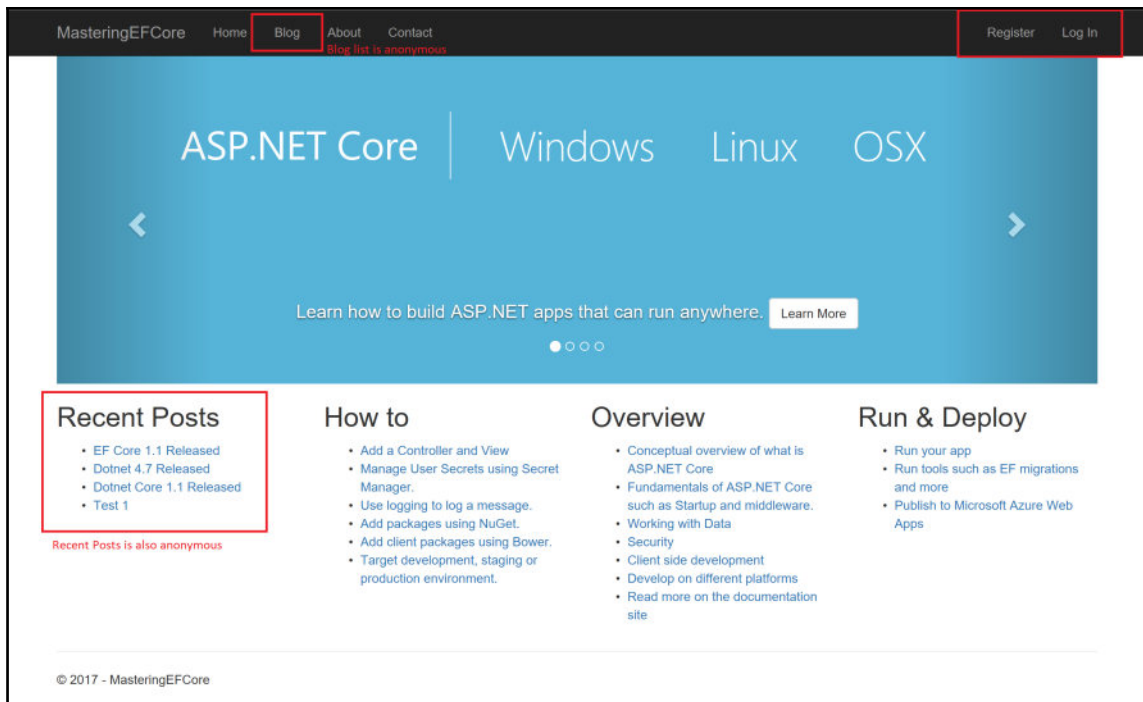 MasteringEFCore Home Blog About Contact Register Log In
Blog list is anonymous
ASP.NET Core Windows Linux OSX
Learn how to build ASP.NET apps that can run anywhere. Learn More
Recent Posts
EF Core 1.1 Released
Dotnet 4.7 Released
Dotnet Core 1.1 Released
Test 1
Recent Posts is also anonymous
How to
Add a Controller and View
Manage User Secrets using Secret
Manager.
Use logging to log a message.
Add packages using NuGet.
Add client packages using Bower.
Target development, staging or
production environment.
Overview
Conceptual overview of what is
ASP.NET Core
Fundamentals of ASP.NET Core
such as Startup and middleware.
Working with Data
Security
Client side development
Develop on different platforms
Read more on the documentation
site
Run & Deploy
Run your app
Run tools such as EF migrations
and more
Publish to Microsoft Azure Web
Apps
© 2017 - MasteringEFCore